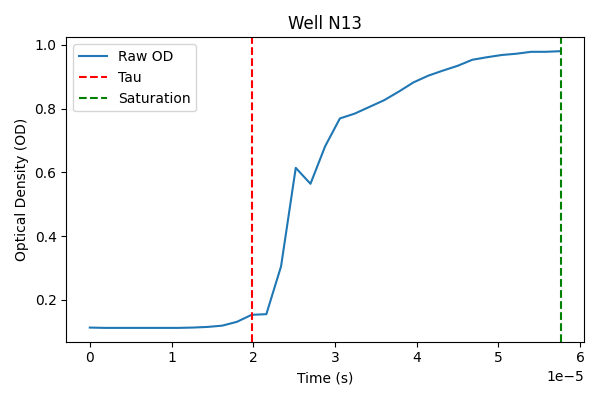 Well N13
Raw OD
Tau
Saturation
Optical Density (OD)
1.0
0.8
0.6
0.4
0.2
0 1 2 3 4 5 6
1e−5
Time (s)